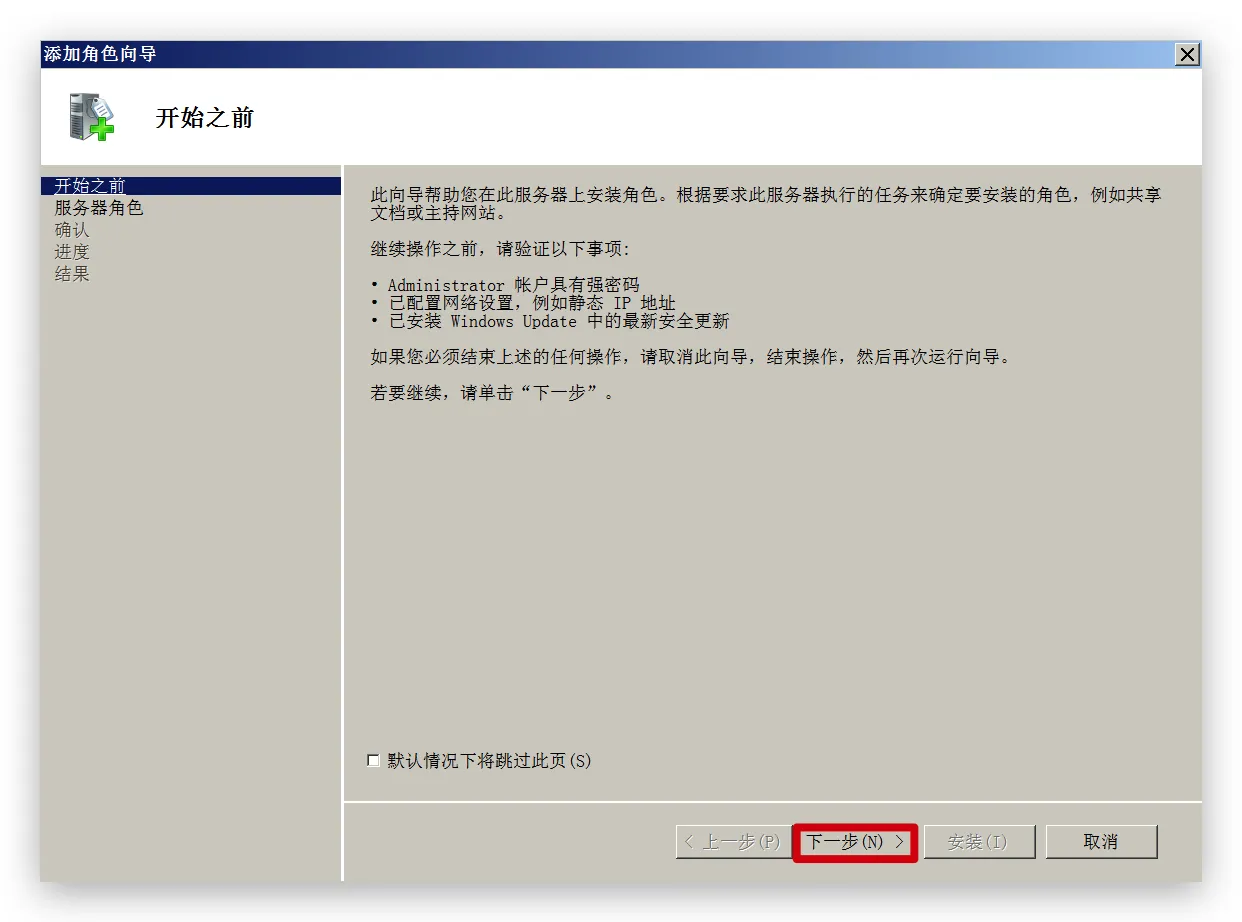 添加角色向导
开始之前
开始之前
服务器角色
确认
进度
结果
此向导帮助您在此服务器上安装角色。根据要求此服务器执行的任务来确定要安装的角色，例如共享
文档或主持网站。
继续操作之前，请验证以下事项:
• Administrator 帐户具有强密码
• 已配置网络设置，例如静态 IP 地址
• 已安装 Windows Update 中的最新安全更新
如果您必须结束上述的任何操作，请取消此向导，结束操作，然后再次运行向导。
若要继续，请单击“下一步”。
默认情况下将跳过此页(S)
< 上一步(P) 下一步(N) > 安装(I) 取消